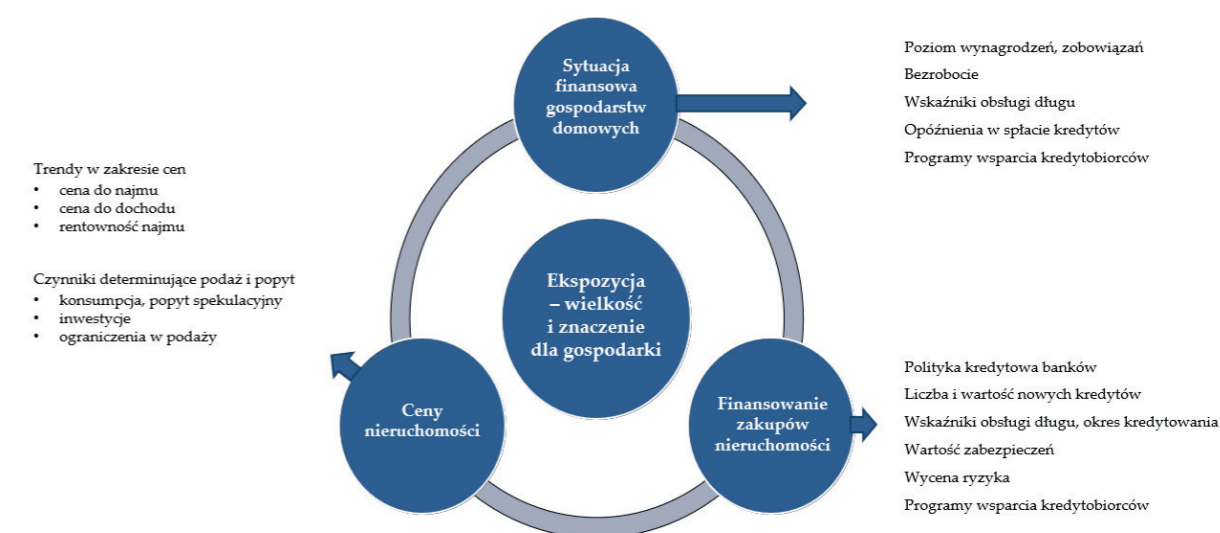 Sytuacja
finansowa
gospodarstw
domowych
Poziom wynagrodzeń, zobowiązań
Bezrobocie
Wskaźniki obsługi długu
Opóźnienia w spłacie kredytów
Programy wsparcia kredytobiorców
Trendy w zakresie cen
• cena do najmu
• cena do dochodu
• rentowność najmu
Czynniki determinujące podaż i popyt
• konsumpcja, popyt spekulacyjny
• inwestycje
• ograniczenia w podaży
Ekspozycja
– wielkość
i znaczenie
dla gospodarki
Ceny
nieruchomości
Finansowanie
zakupów
nieruchomości
Polityka kredytowa banków
Liczba i wartość nowych kredytów
Wskaźniki obsługi długu, okres kredytowania
Wartość zabezpieczeń
Wycena ryzyka
Programy wsparcia kredytobiorców